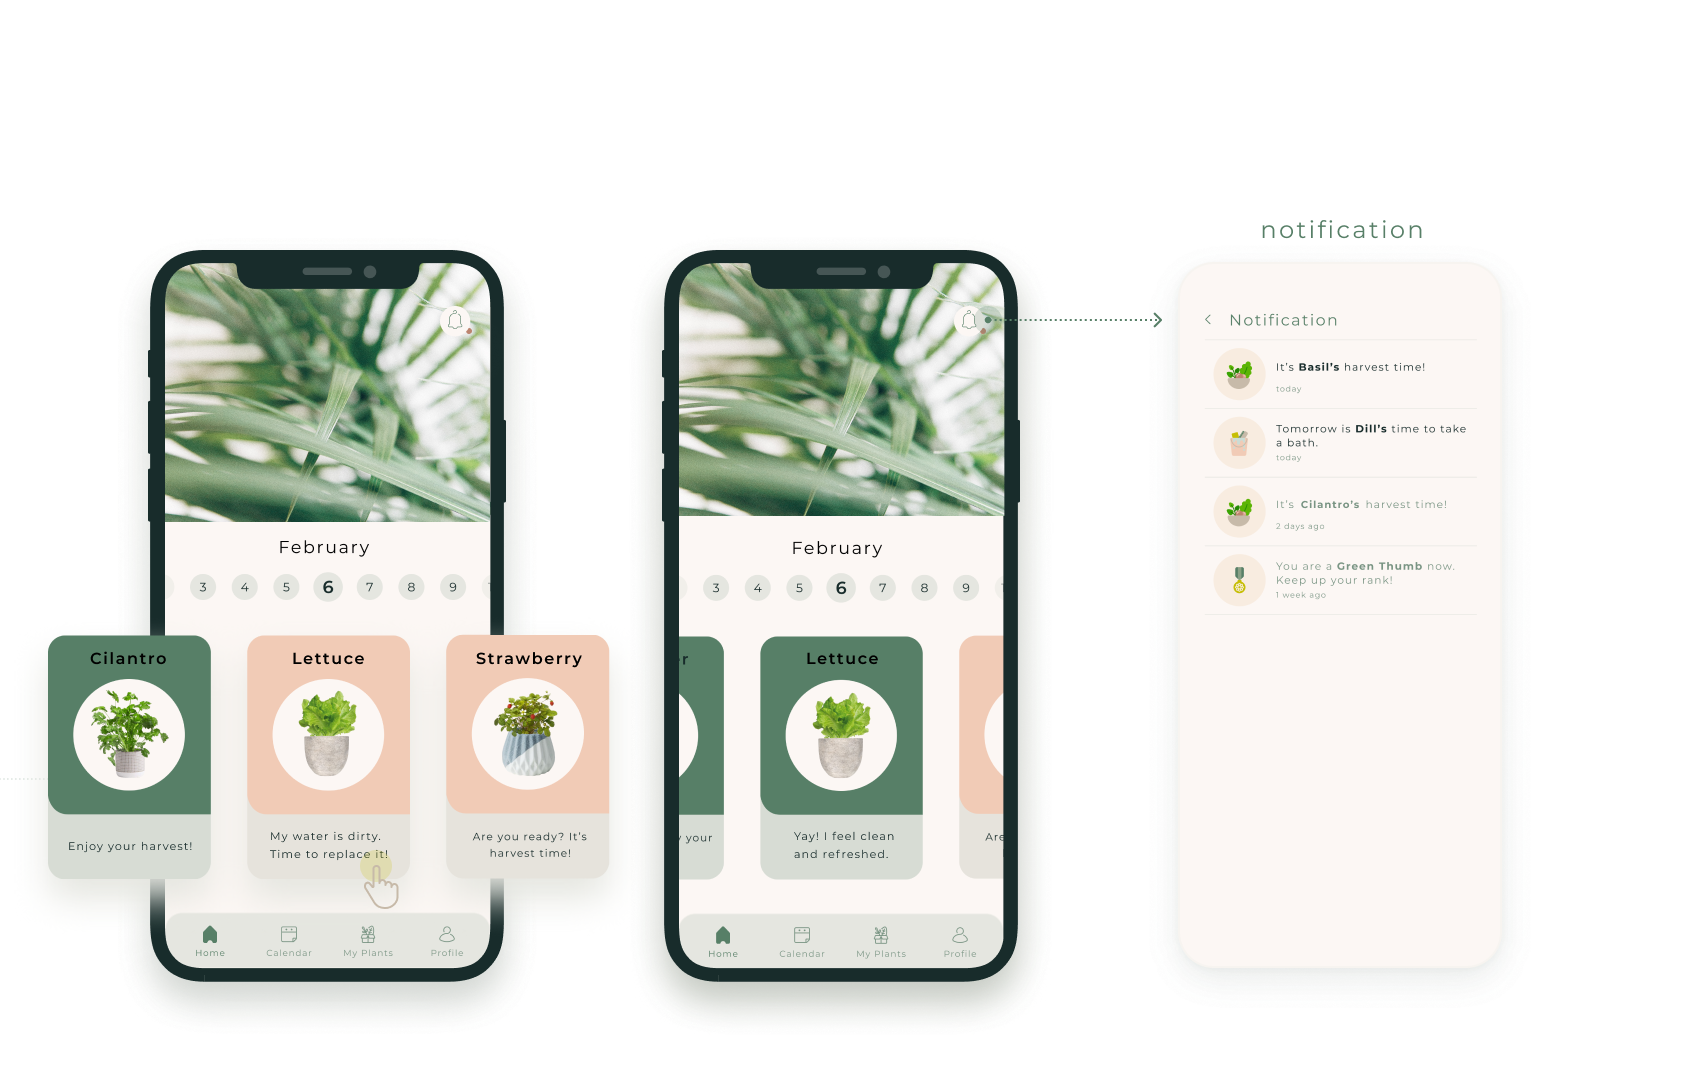 notification
February
3 4 5 6 7 8 9
Cilantro
Enjoy your harvest!
Lettuce
My water is dirty.
Time to replace it!
Strawberry
Are you ready? It's
harvest time!
Home
Calendar
My Plants
Profile
February
3 4 5 6 7 8 9
r
your
Lettuce
Yay! I feel clean
and refreshed.
Are
Home
Calendar
My Plants
Profile
Notification
It's Basil's harvest time!
today
Tomorrow is Dill's time to take
a bath.
today
It's Cilantro's harvest time!
2 days ago
You are a Green Thumb now.
Keep up your rank!
1 week ago